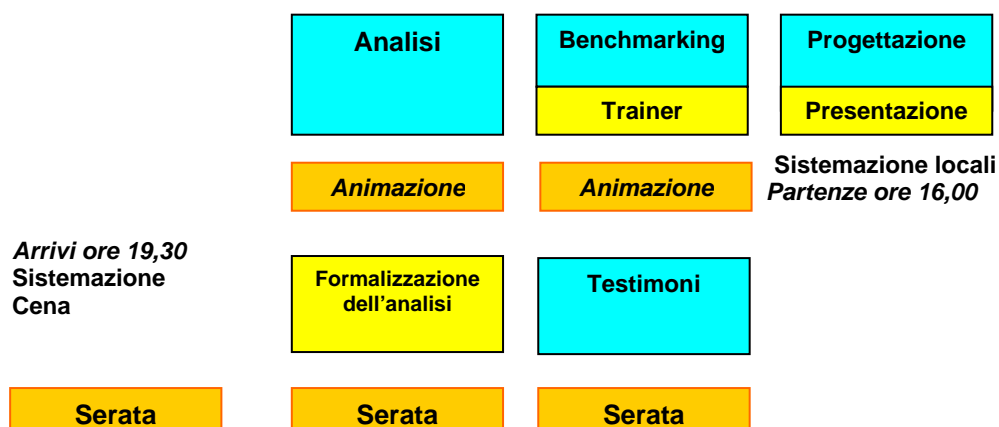 Analisi
Benchmarking
Progettazione
Trainer
Presentazione
Animazione
Animazione
Sistemazione locali
Partenze ore 16,00
Arrivi ore 19,30
Sistemazione
Cena
Formalizzazione
dell’analisi
Testimoni
Serata
Serata
Serata